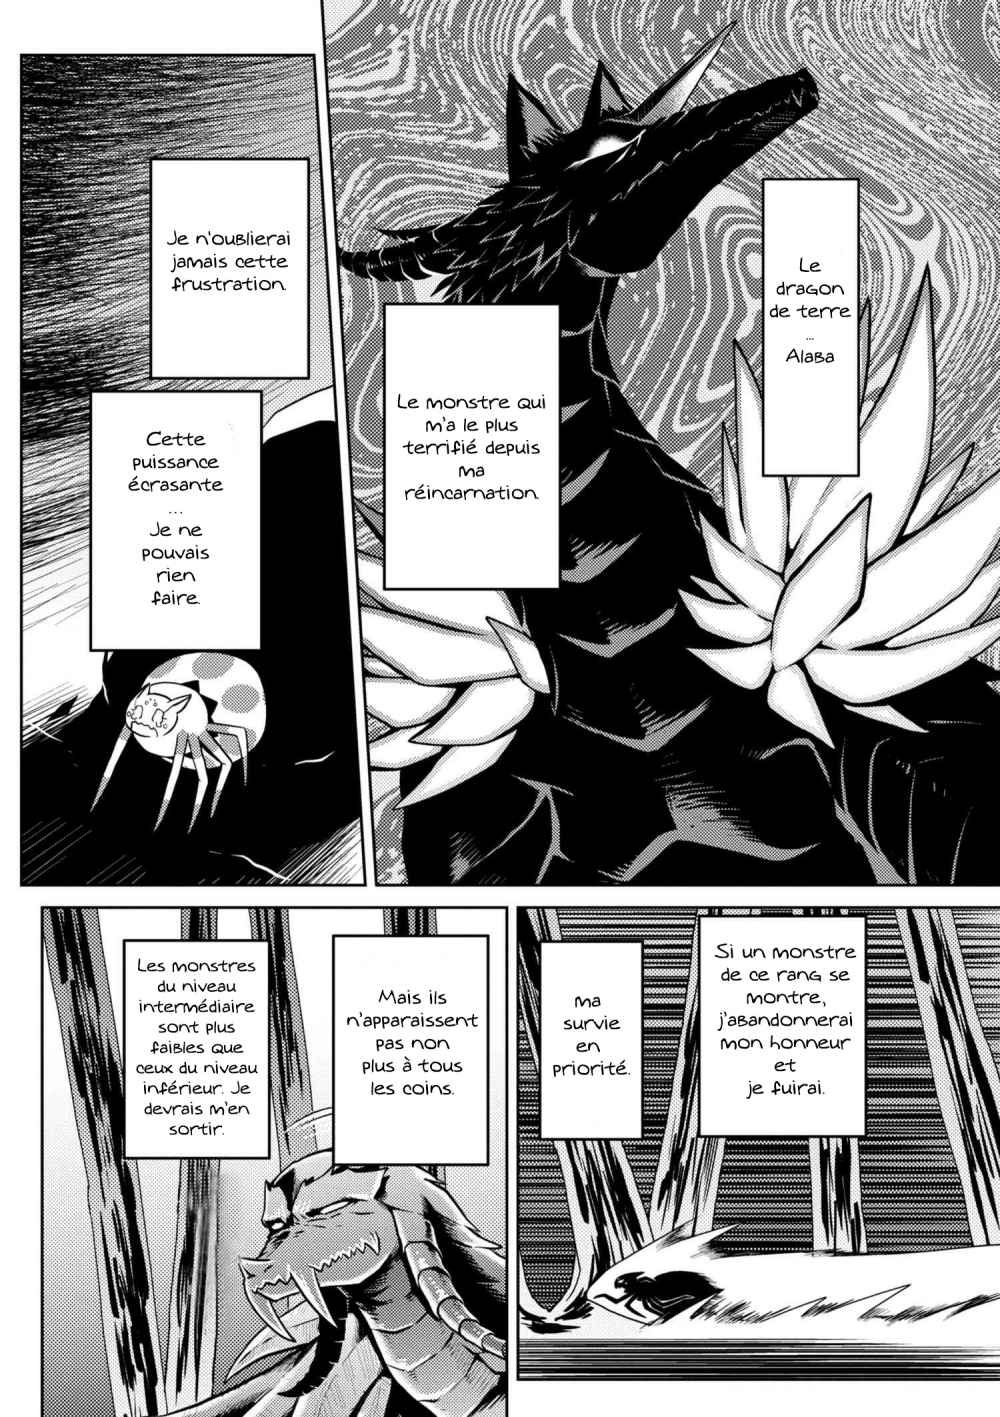 Le
dragon
de terre
...
Alaba
Le monstre qui
m'a le plus
terrifié depuis
ma
réincarnation.
Je n'oublierai
jamais cette
frustration.
Cette
puissance
écrasante
...
Je ne
pouvais
rien
faire.
Si un monstre
de ce rang se
montre,
j'abandonnerai
mon honneur
et
je fuirai.
ma
survie
en
priorité.
Mais ils
n'apparaissent
pas non
plus à tous
les coins.
Les monstres
du niveau
intermédiaire
sont plus
faibles que
ceux du niveau
inférieur. Je
devrais m'en
sortir.